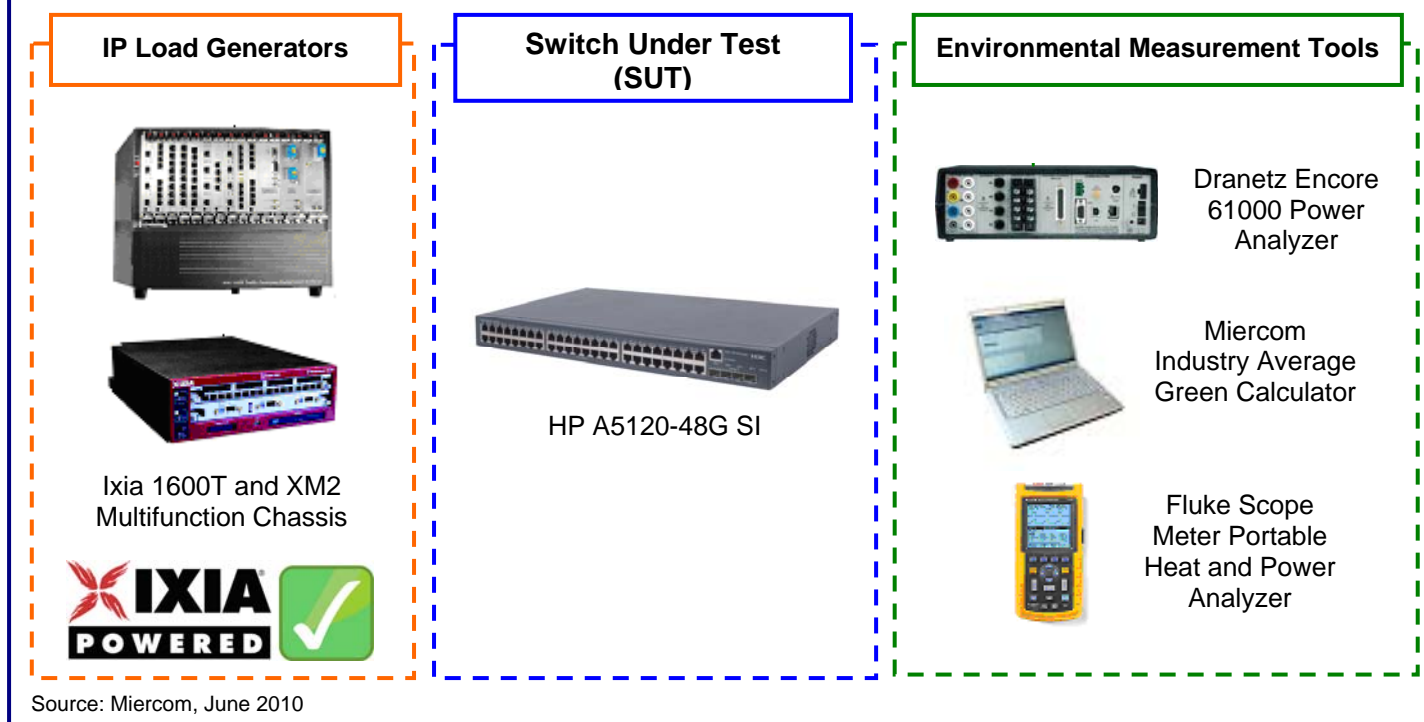 IP Load Generators
Ixia 1600T and XM2
Multifunction Chassis
IXIA
POWERED
Switch Under Test
(SUT)
HP A5120-48G SI
Environmental Measurement Tools
Dranetz Encore
61000 Power
Analyzer
Miercom
Industry Average
Green Calculator
Fluke Scope
Meter Portable
Heat and Power
Analyzer
Source: Miercom, June 2010